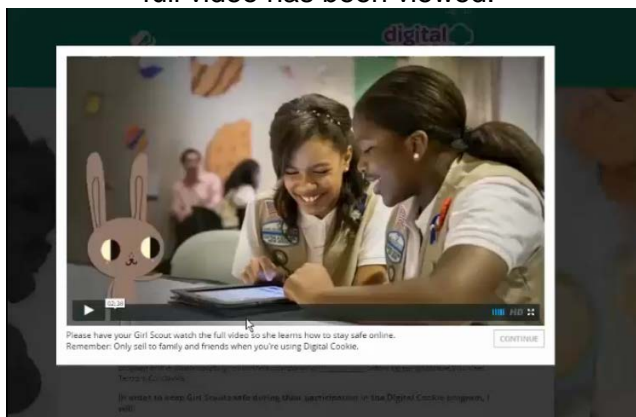 full video has been viewed.
digital
02:36
HD
Please have your Girl Scout watch the full video so she learns how to stay safe online.
CONTINUE
Remember: Only sell to family and friends when you're using Digital Cookie.
In order to keep Girl Scouts safe during their participation in the Digital Cookie program, I
will: